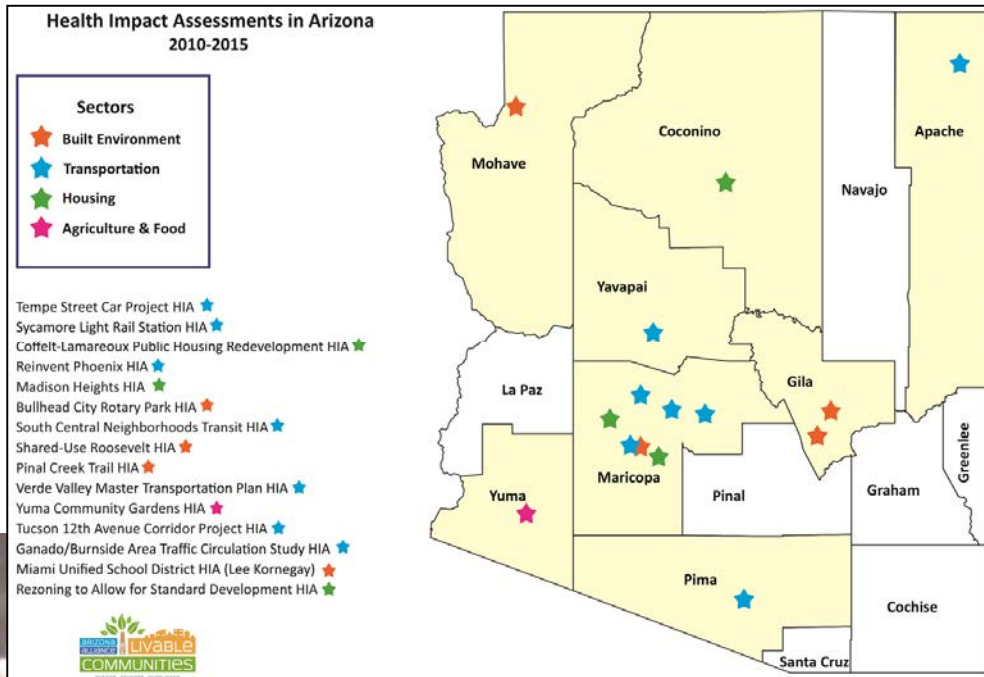 Health Impact Assessments in Arizona
2010-2015
Sectors
Built Environment
Transportation
Housing
Agriculture & Food
Tempe Street Car Project HIA
Sycamore Light Rail Station HIA
Coffelt-Lamareoux Public Housing Redevelopment HIA
Reinvent Phoenix HIA
Madison Heights HIA
Bullhead City Rotary Park HIA
South Central Neighborhoods Transit HIA
Shared-Use Roosevelt HIA
Pinal Creek Trail HIA
Verde Valley Master Transportation Plan HIA
Yuma Community Gardens HIA
Tucson 12th Avenue Corridor Project HIA
Ganado/Burnside Area Traffic Circulation Study HIA
Miami Unified School District HIA (Lee Kornegay)
Rezoning to Allow for Standard Development HIA
ARIZONA
ALLIANCE
LIVABLE
COMMUNITIES
Mohave
Coconino
Navajo
Apache
Yavapai
La Paz
Gila
Maricopa
Yuma
Pinal
Graham
Greenlee
Pima
Cochise
Santa Cruz